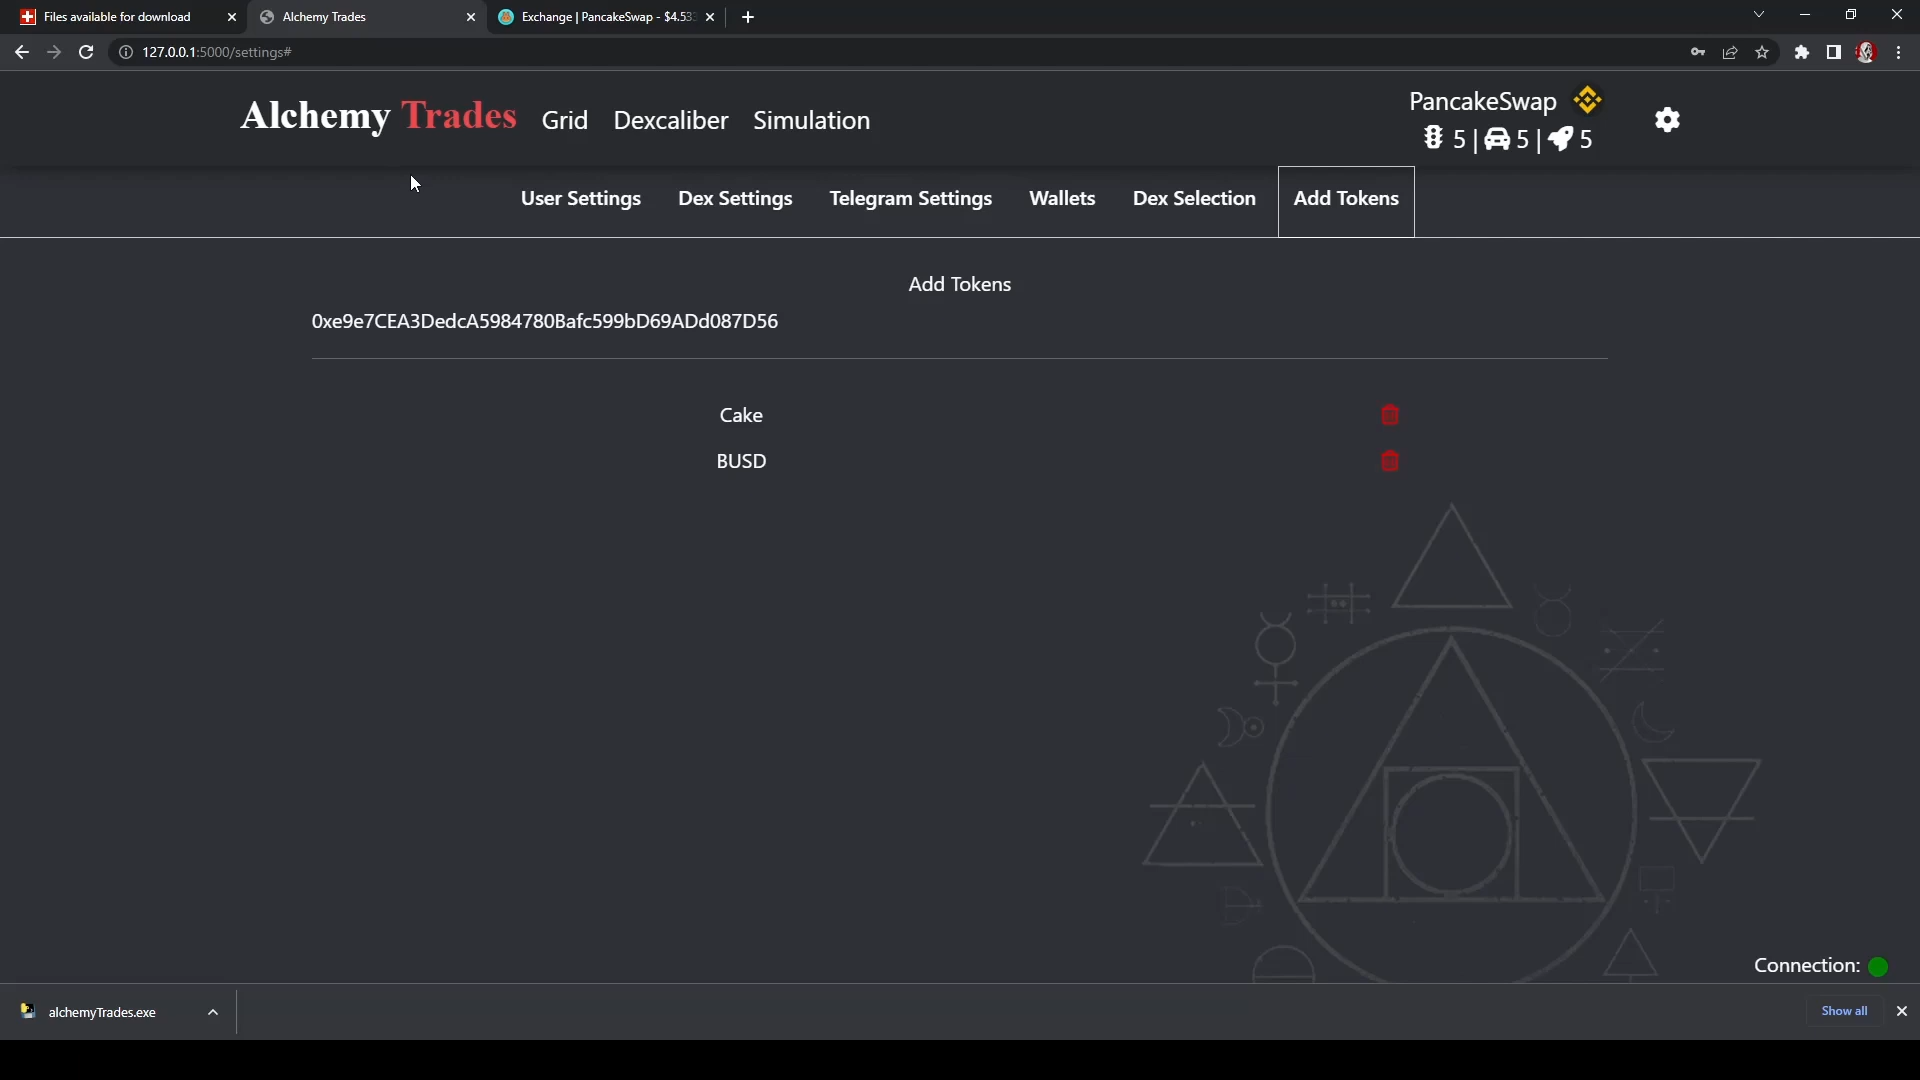 Files available for download
Alchemy Trades
Exchange | PancakeSwap - $4.53
127.0.0.1:5000/settings#
Alchemy Trades
Grid
Dexcaliber
Simulation
PancakeSwap
5 | 5 | 5
User Settings
Dex Settings
Telegram Settings
Wallets
Dex Selection
Add Tokens
Add Tokens
0xe9e7CEA3DedcA5984780Bafc599bD69ADd087D56
Cake
BUSD
Connection:
alchemyTrades.exe
Show all